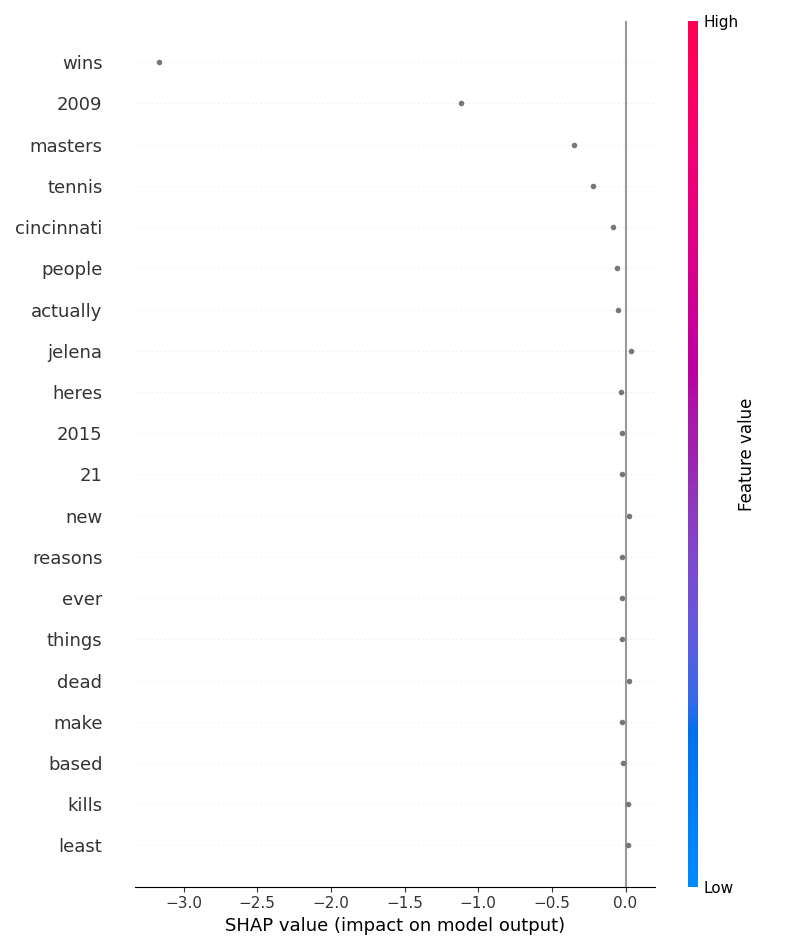 High
wins
2009
masters
tennis
cincinnati
people
actually
jelena
heres
2015
21
new
reasons
ever
things
dead
make
based
kills
least
Feature value
Low
−3.0 −2.5 −2.0 −1.5 −1.0 −0.5 0.0
SHAP value (impact on model output)